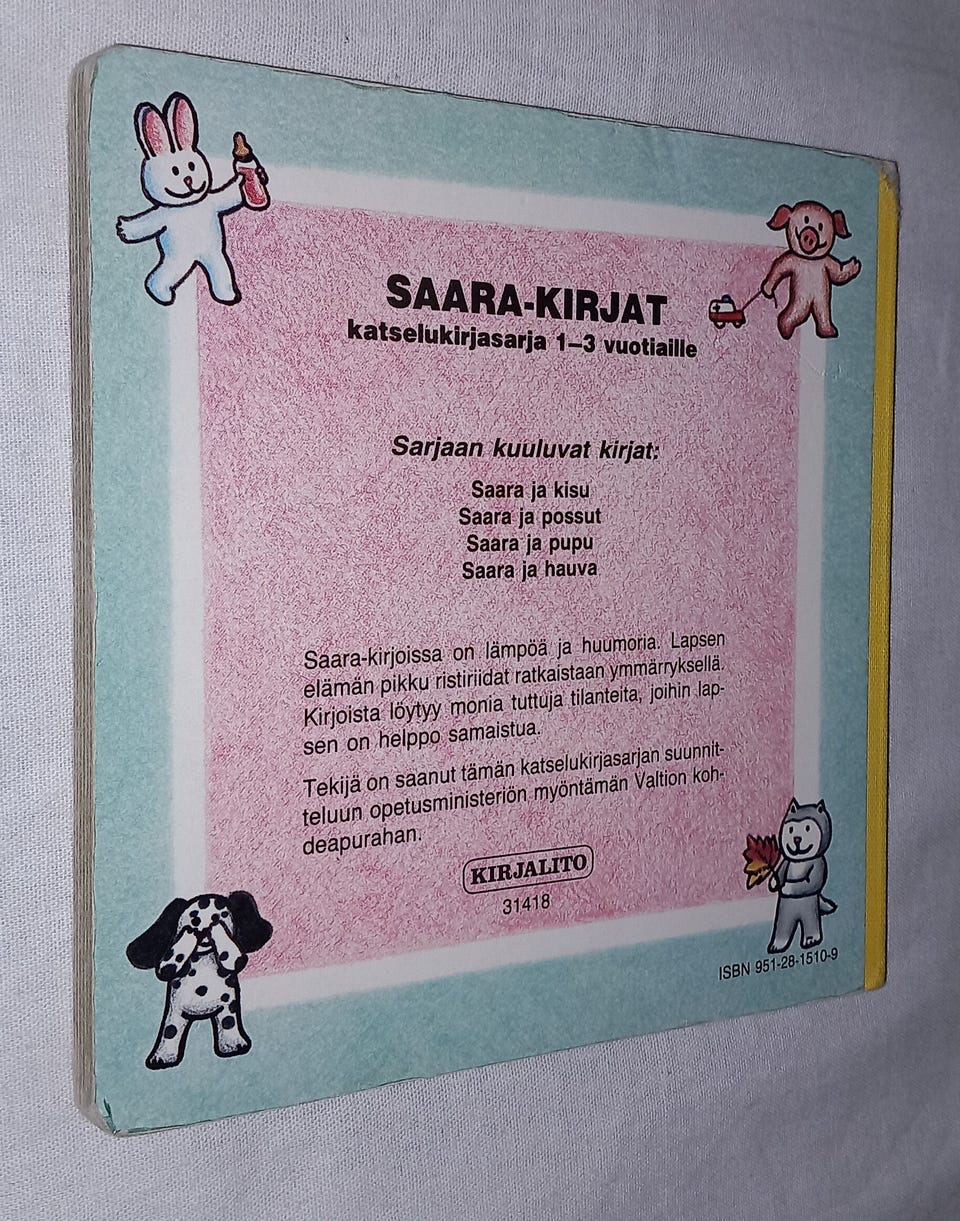 SAARA-KIRJAT
katselukirjasarja 1–3 vuotiaille
Sarjaan kuuluvat kirjat:
Saara ja kisu
Saara ja possut
Saara ja pupu
Saara ja hauva
Saara-kirjoissa on lämpöä ja huumoria. Lapsen
elämän pikku ristiriidat ratkaistaan ymmärryksellä.
Kirjoista löytyy monia tuttuja tilanteita, joihin lap-
sen on helppo samaistua.
Tekijä on saanut tämän katselukirjasarjan suunnit-
teluun opetusministeriön myöntämän Valtion koh-
deapurahan.
KIRJALITO
31418
ISBN 951-28-1510-9